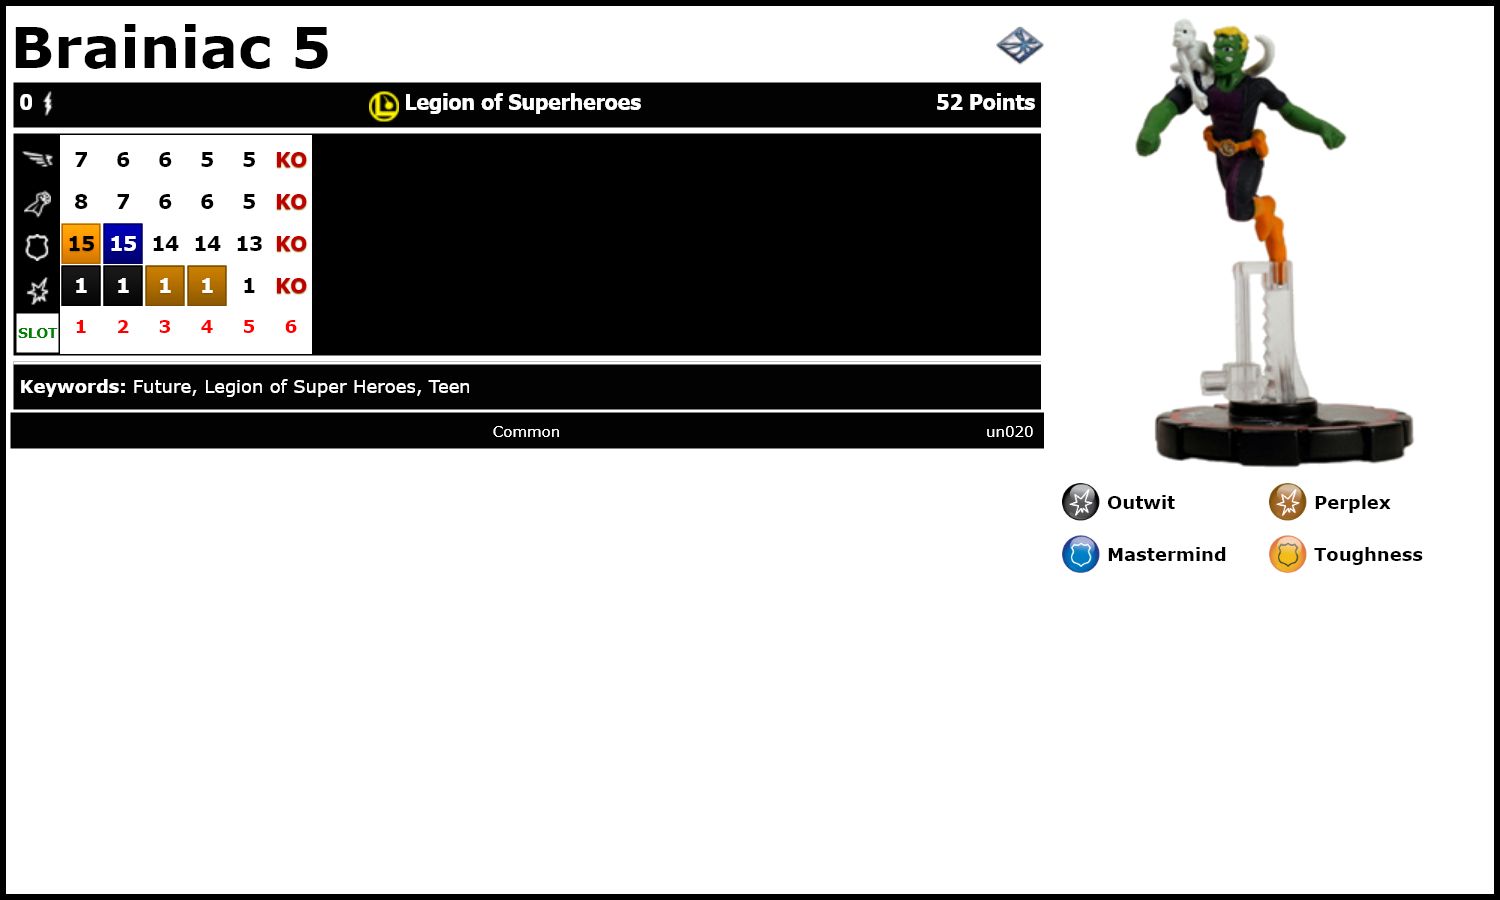 Brainiac 5
0 Legion of Superheroes 52 Points
7 6 6 5 5 KO
8 7 6 6 5 KO
15 15 14 14 13 KO
1 1 1 1 1 KO
SLOT 1 2 3 4 5 6
Keywords: Future, Legion of Super Heroes, Teen
Common un020
Outwit Perplex
Mastermind Toughness